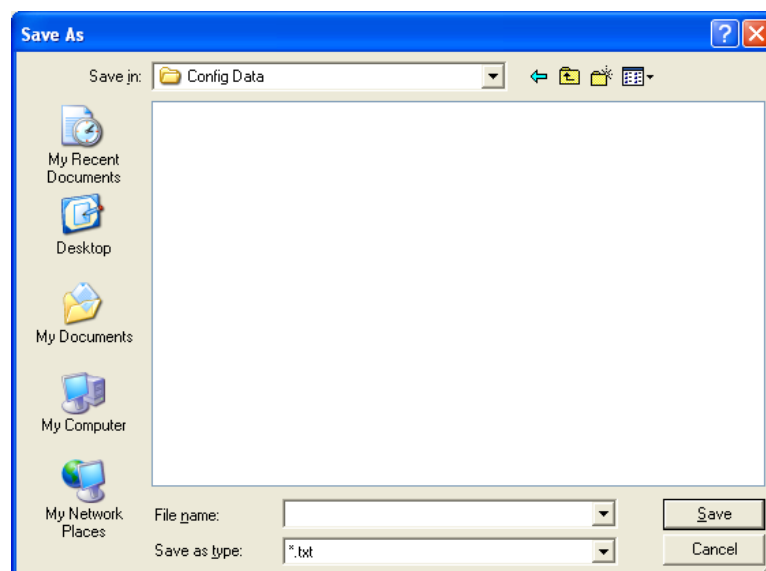 Save As
Save in:
Config Data
My Recent
Documents
Desktop
My Documents
My Computer
My Network
Places
File name:
Save
Save as type:
*.txt
Cancel